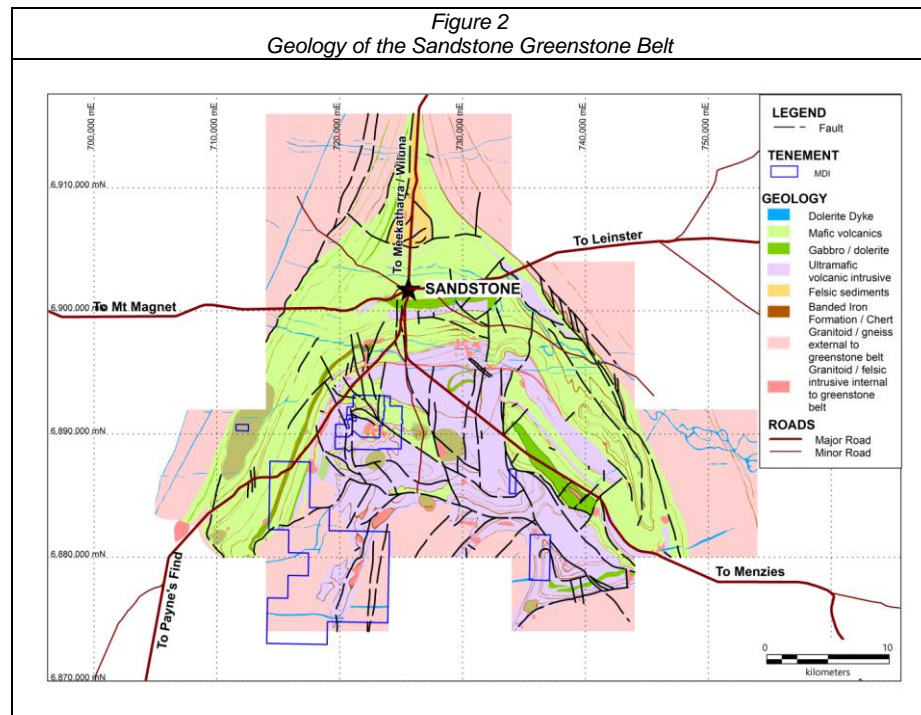 Figure 2
Geology of the Sandstone Greenstone Belt
700,000 mE
710,000 mE
720,000 mE
730,000 mE
740,000 mE
750,000 mE
6,910,000 mN
6,900,000 mN
6,890,000 mN
6,880,000 mN
6,870,000 mN
To Meekatharra / Wiluna
To Leinster
SANDSTONE
To Mt Magnet
To Payne's Find
To Menzies
LEGEND
Fault
TENEMENT
MDI
GEOLOGY
Dolerite Dyke
Mafic volcanics
Gabbro / dolerite
Ultramafic
volcanic intrusive
Felsic sediments
Banded Iron
Formation / Chert
Granitoid / gneiss
external to
greenstone belt
Granitoid / felsic
intrusive internal
to greenstone
belt
ROADS
Major Road
Minor Road
0 10
kilometers